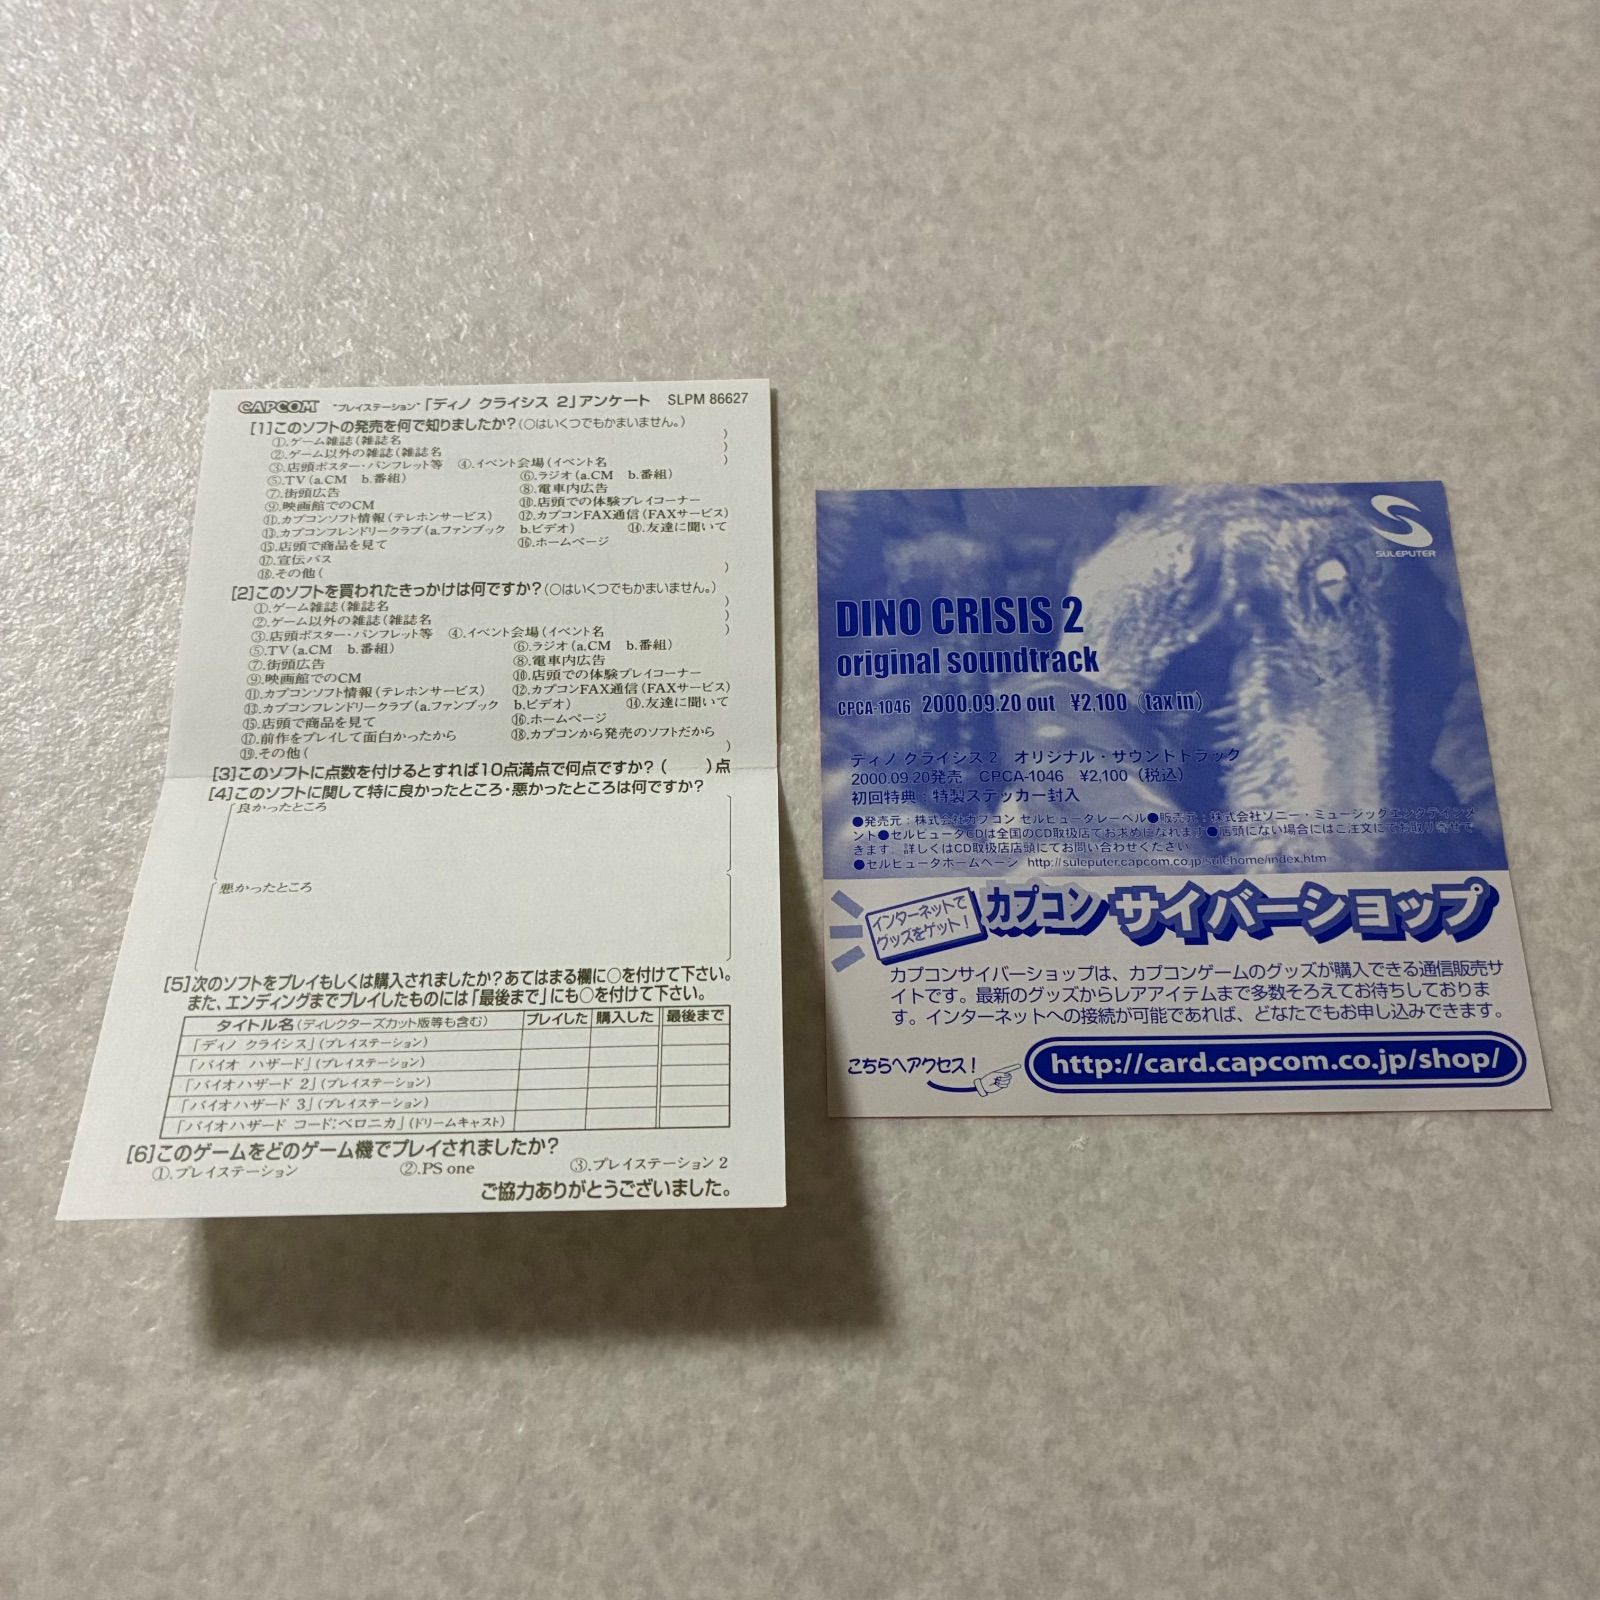 CAPCOM "プレイステーション"「ディノ クライシス 2」アンケート SLPM 86627
[1]このソフトの発売を何で知りましたか?(○はいくつでもかまいません。)
①.ゲーム雑誌(雑誌名 )
②.ゲーム以外の雑誌(雑誌名 )
③.店頭ポスター・パンフレット等 ④.イベント会場(イベント名 )
⑤.TV(a.CM b.番組) ⑥.ラジオ(a.CM b.番組)
⑦.街頭広告 ⑧.電車内広告
⑨.映画館でのCM ⑩.店頭での体験プレイコーナー
⑪.カプコンソフト情報(テレホンサービス) ⑫.カプコンFAX通信(FAXサービス)
⑬.カプコンフレンドリークラブ(a.ファンブック b.ビデオ) ⑭.友達に聞いて
⑮.店頭で商品を見て ⑯.ホームページ
⑰.宣伝バス
⑱.その他( )
[2]このソフトを買われたきっかけは何ですか?(○はいくつでもかまいません。)
①.ゲーム雑誌(雑誌名 )
②.ゲーム以外の雑誌(雑誌名 )
③.店頭ポスター・パンフレット等 ④.イベント会場(イベント名 )
⑤.TV(a.CM b.番組) ⑥.ラジオ(a.CM b.番組)
⑦.街頭広告 ⑧.電車内広告
⑨.映画館でのCM ⑩.店頭での体験プレイコーナー
⑪.カプコンソフト情報(テレホンサービス) ⑫.カプコンFAX通信(FAXサービス)
⑬.カプコンフレンドリークラブ(a.ファンブック b.ビデオ) ⑭.友達に聞いて
⑮.店頭で商品を見て ⑯.ホームページ
⑰.前作をプレイして面白かったから ⑱.カプコンから発売のソフトだから
⑲.その他( )
[3]このソフトに点数を付けるとすれば10点満点で何点ですか?( )点
[4]このソフトに関して特に良かったところ・悪かったところは何ですか?
良かったところ
悪かったところ
[5]次のソフトをプレイもしくは購入されましたか?あてはまる欄に○を付けて下さい。
また、エンディングまでプレイしたものには「最後まで」にも○を付けて下さい。
タイトル名(ディレクターズカット版等も含む) プレイした 購入した 最後まで
「ディノ クライシス」(プレイステーション)
「バイオ ハザード」(プレイステーション)
「バイオハザード 2」(プレイステーション)
「バイオハザード 3」(プレイステーション)
「バイオハザード コード:ベロニカ」(ドリームキャスト)
[6]このゲームをどのゲーム機でプレイされましたか?
①.プレイステーション ②.PS one ③.プレイステーション 2
ご協力ありがとうございました。
SULEPUTER
DINO CRISIS 2
original soundtrack
CPCA-1046 2000.09.20 out ¥2,100 (tax in)
ディノ クライシス 2 オリジナル・サウンドトラック
2000.09.20発売 CPCA-1046 ¥2,100(税込)
初回特典:特製ステッカー封入
●発売元:株式会社カプコン セルピュータレーベル●販売元:株式会社ソニー・ミュージックエンタテインメ
ント●セルピュータCDは全国のCD取扱店でお求めになれます●店頭にない場合にはご注文にてお取り寄せで
きます。詳しくはCD取扱店店頭にてお問い合わせください
●セルピュータホームページ http://suleputer.capcom.co.jp/sulehome/index.htm
インターネットで
グッズをゲット!
カプコン サイバーショップ
カプコンサイバーショップは、カプコンゲームのグッズが購入できる通信販売サ
イトです。最新のグッズからレアアイテムまで多数そろえてお待ちしておりま
す。インターネットへの接続が可能であれば、どなたでもお申し込みできます。
こちらへアクセス!
http://card.capcom.co.jp/shop/